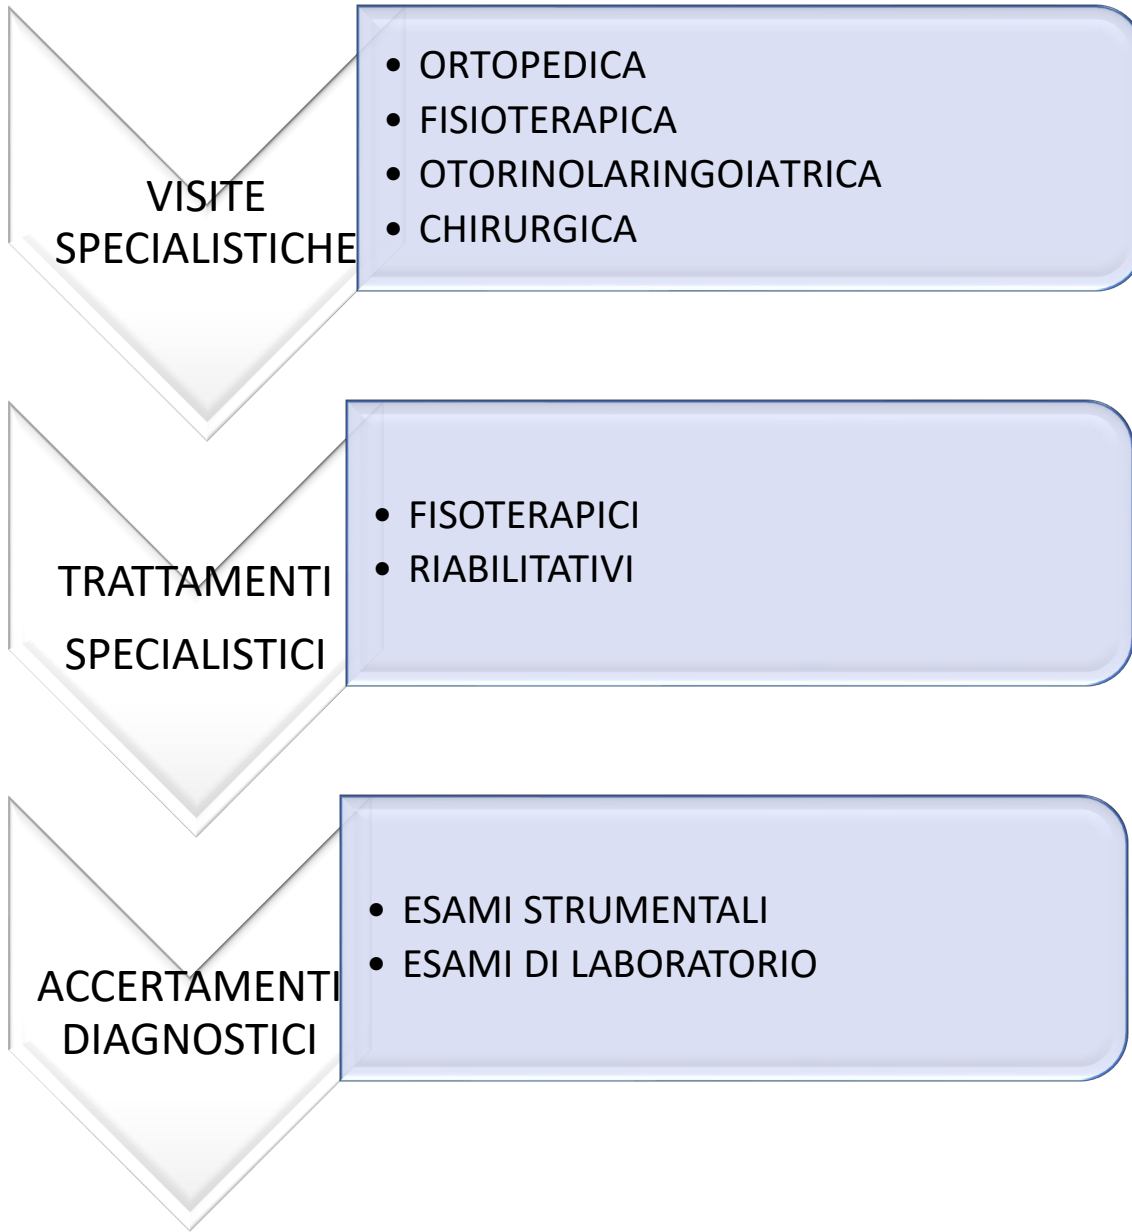 VISITE
SPECIALISTICHE
• ORTOPEDICA
• FISIOTERAPICA
• OTORINOLARINGOIATRICA
• CHIRURGICA
TRATTAMENTI
SPECIALISTICI
• FISOTERAPICI
• RIABILITATIVI
ACCERTAMENTI
DIAGNOSTICI
• ESAMI STRUMENTALI
• ESAMI DI LABORATORIO